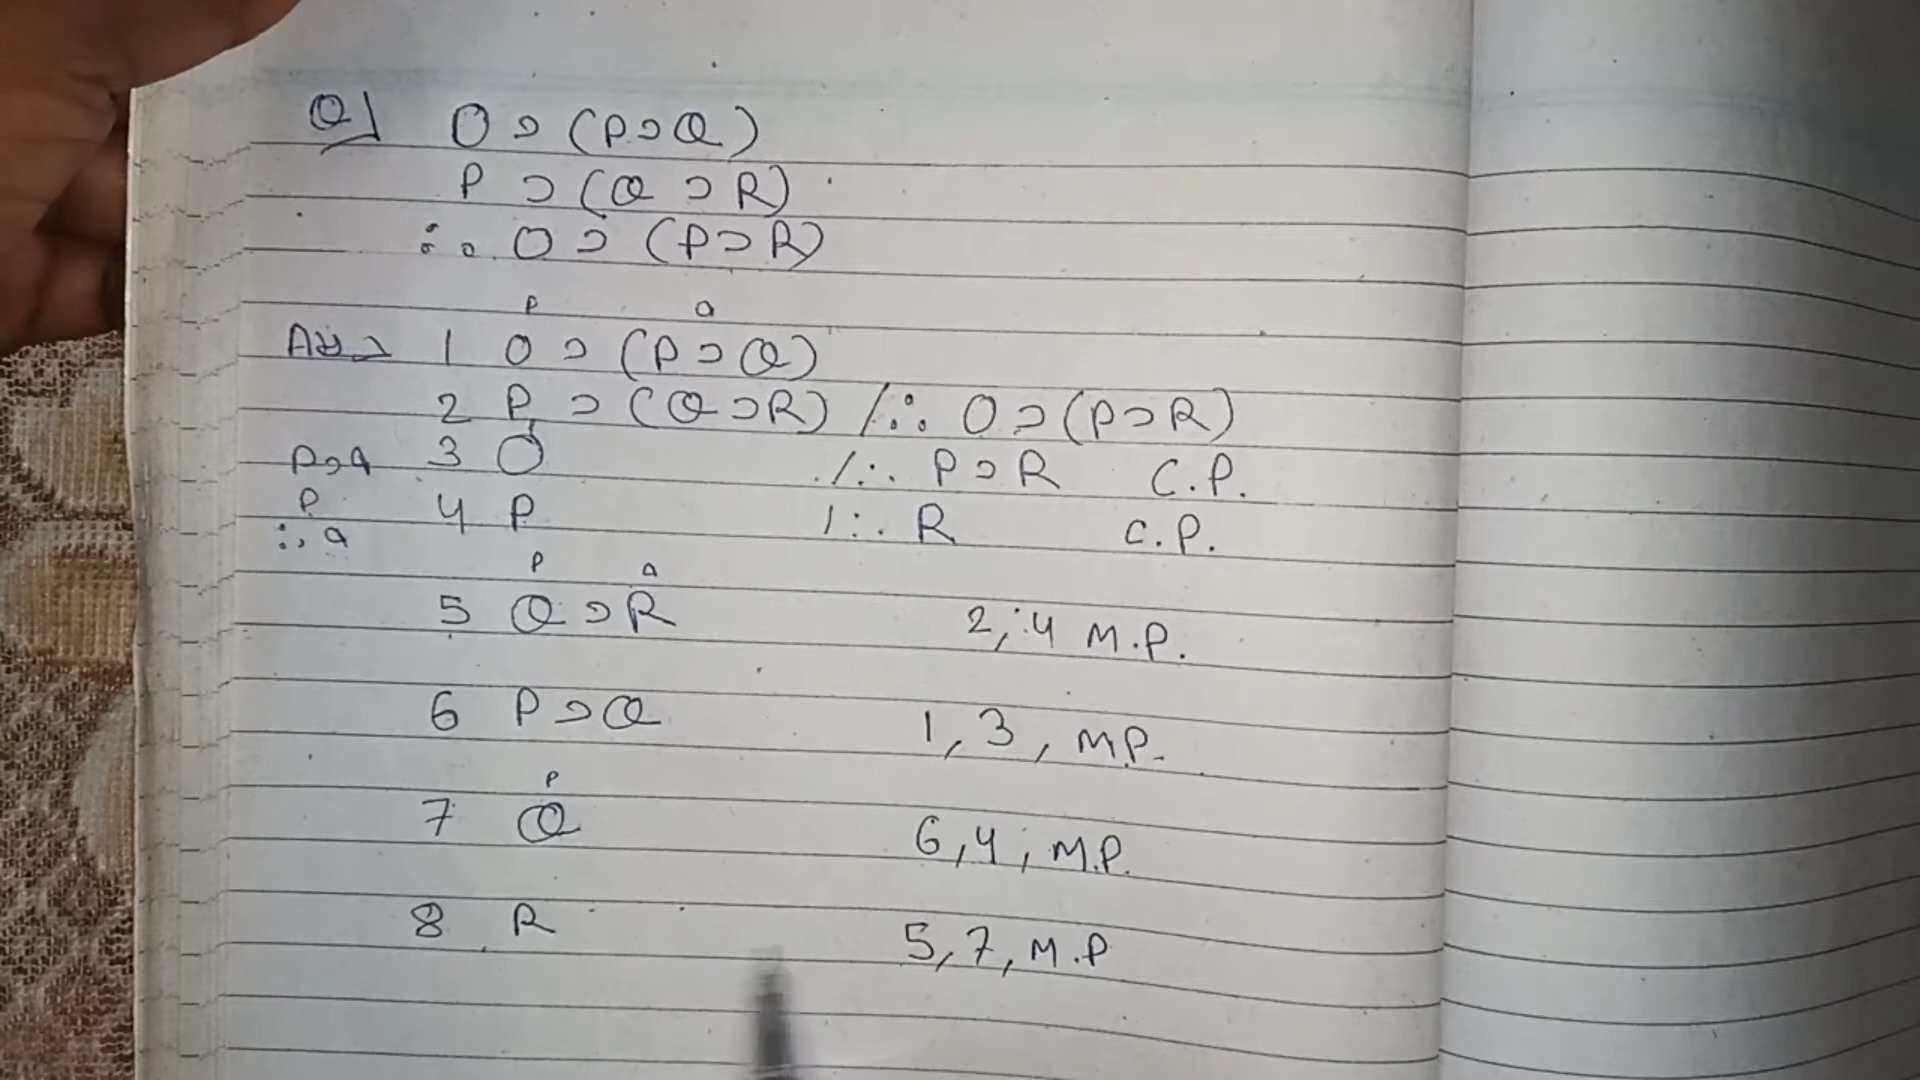 Q] O ⊃ (P ⊃ Q)
P ⊃ (Q ⊃ R)
∴ O ⊃ (P ⊃ R)
p q
Ans → 1 O ⊃ (P ⊃ Q)
2 P ⊃ (Q ⊃ R) /∴ O ⊃ (P ⊃ R)
p ⊃ q 3 O /∴ P ⊃ R C.P.
p 4 P /∴ R C.P.
∴ q
p q
5 Q ⊃ R 2, 4 M.P.
6 P ⊃ Q 1, 3, M.P.
p
7 Q 6, 4, M.P.
8 R 5, 7, M.P